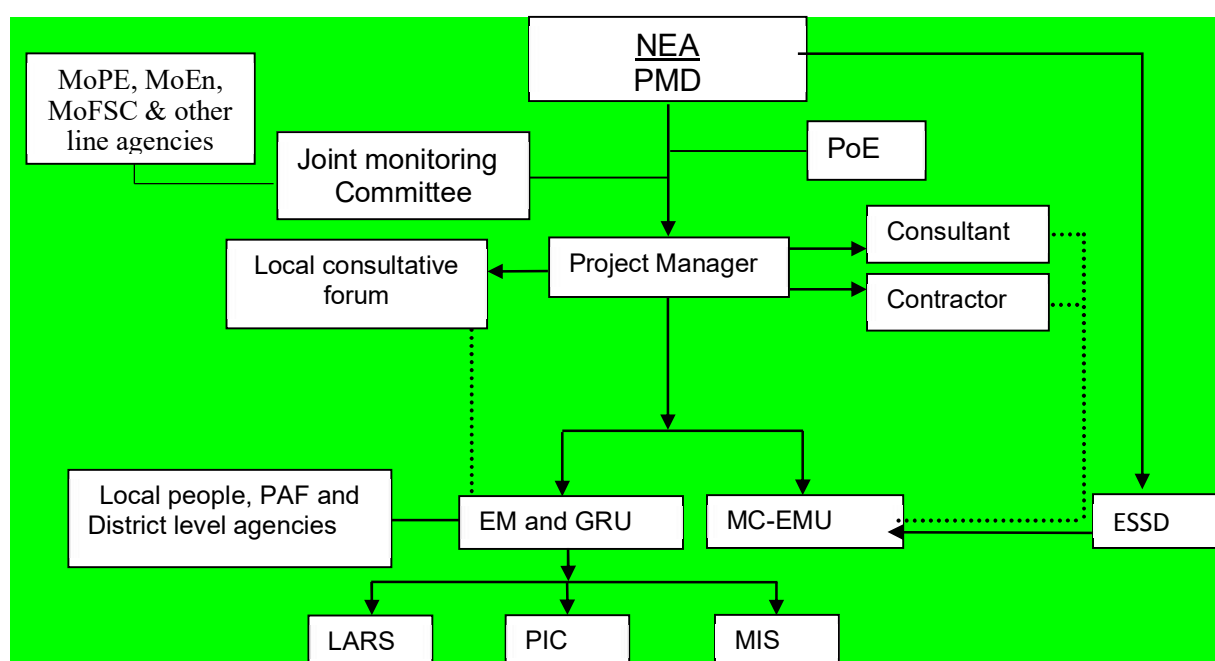 NEA
PMD
MoPE, MoEn,
MoFSC & other
line agencies
Joint monitoring
Committee
PoE
Consultant
Local consultative
forum
Project Manager
Contractor
Local people, PAF and
District level agencies
EM and GRU
MC-EMU
ESSD
LARS
PIC
MIS